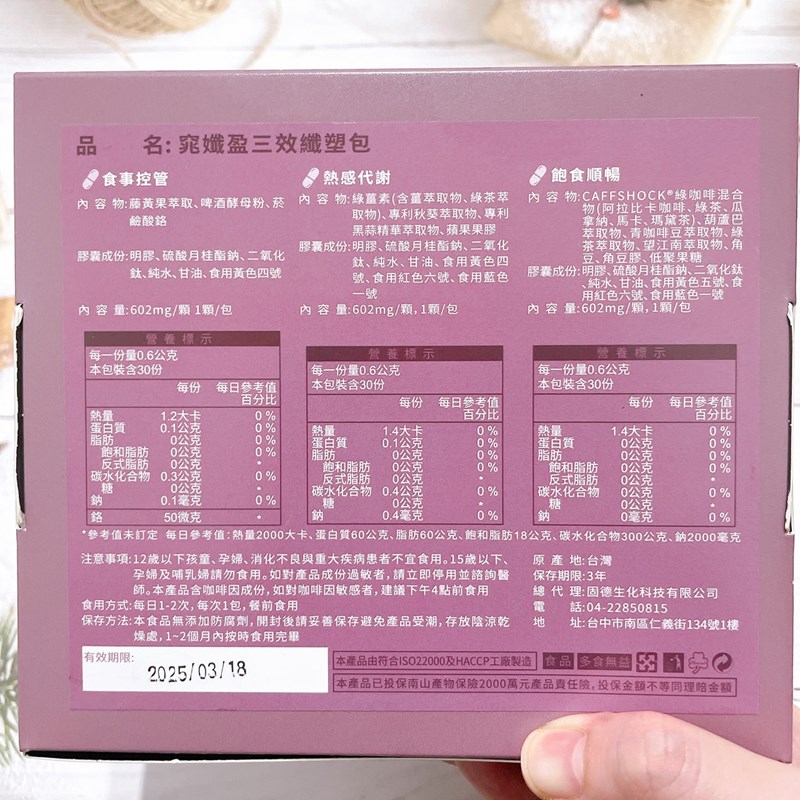 品 名:窕孅盈三效纖塑包
食事控管
內 容 物:藤黃果萃取、啤酒酵母粉、菸
鹼酸鉻
膠囊成份:明膠、硫酸月桂酯鈉、二氧化
鈦、純水、甘油、食用黃色四號
內 容 量:602mg/顆 1顆/包
營養標示
每一份量0.6公克
本包裝含30份
每份 每日參考值
百分比
熱量 1.2大卡 0%
蛋白質 0.1公克 0%
脂肪 0公克 0%
飽和脂肪 0公克 0%
反式脂肪 0公克 *
碳水化合物 0.3公克 0%
糖 0公克 *
鈉 0.1毫克 0%
鉻 50微克 *
熱感代謝
內 容 物:綠薑素(含薑萃取物、綠茶萃
取物)、專利秋葵萃取物、專利
黑蒜精華萃取物、蘋果果膠
膠囊成份:明膠、硫酸月桂酯鈉、二氧化
鈦、純水、甘油、食用黃色四
號、食用紅色六號、食用藍色
一號
內 容 量:602mg/顆,1顆/包
營養標示
每一份量0.6公克
本包裝含30份
每份 每日參考值
百分比
熱量 1.4大卡 0%
蛋白質 0.1公克 0%
脂肪 0公克 0%
飽和脂肪 0公克 0%
反式脂肪 0公克 *
碳水化合物 0.4公克 0%
糖 0公克 *
鈉 0.4毫克 0%
飽食順暢
內 容 物:CAFFSHOCK®綠咖啡混合
物(阿拉比卡咖啡、綠茶、瓜
拿納、馬卡、瑪黛茶)、胡蘆巴
萃取物、青咖啡豆萃取物、綠
茶萃取物、望江南萃取物、角
豆、角豆膠、低聚果糖
膠囊成份:明膠、硫酸月桂酯鈉、二氧化鈦
、純水、甘油、食用黃色五號、食
用紅色六號、食用藍色一號
內 容 量:602mg/顆,1顆/包
營養標示
每一份量0.6公克
本包裝含30份
每份 每日參考值
百分比
熱量 1.4大卡 0%
蛋白質 0公克 0%
脂肪 0公克 0%
飽和脂肪 0公克 0%
反式脂肪 0公克 *
碳水化合物 0公克 0%
糖 0公克 *
鈉 0毫克 0%
*參考值未訂定 每日參考值:熱量2000大卡、蛋白質60公克、脂肪60公克、飽和脂肪18公克、碳水化合物300公克、鈉2000毫克
注意事項:12歲以下孩童、孕婦、消化不良與重大疾病患者不宜食用。15歲以下、
孕婦及哺乳婦請勿食用。如對產品成份過敏者,請立即停用並諮詢醫
師。本產品含咖啡因成份,如對咖啡因敏感者,建議下午4點前食用
食用方式:每日1-2次,每次1包,餐前食用
保存方法:本食品無添加防腐劑,開封後請妥善保存避免產品受潮,存放陰涼乾
燥處,1~2個月內按時食用完畢
原 產 地:台灣
保存期限:3年
總 代 理:固德生化科技有限公司
電 話:04-22850815
地 址:台中市南區仁義街134號1樓
有效期限:
2025/03/18
本產品由符合ISO22000及HACCP工廠製造
食品 多食無益
本產品已投保南山產物保險2000萬元產品責任險,投保金額不等同理賠金額